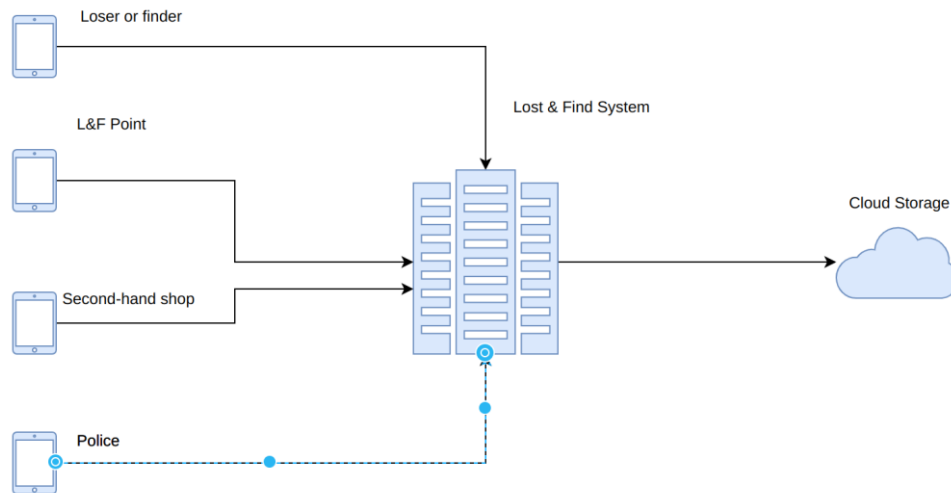 Loser or finder
Lost & Find System
L&F Point
Cloud Storage
Second-hand shop
Police